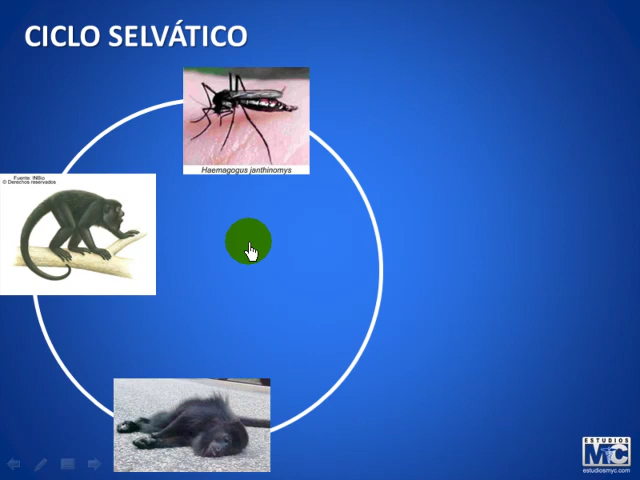 CICLO SELVÁTICO
Haemagogus janthinomys
Fuente: INBio
© Derechos reservados
ESTUDIOS
MyC
estudiosmyc.com